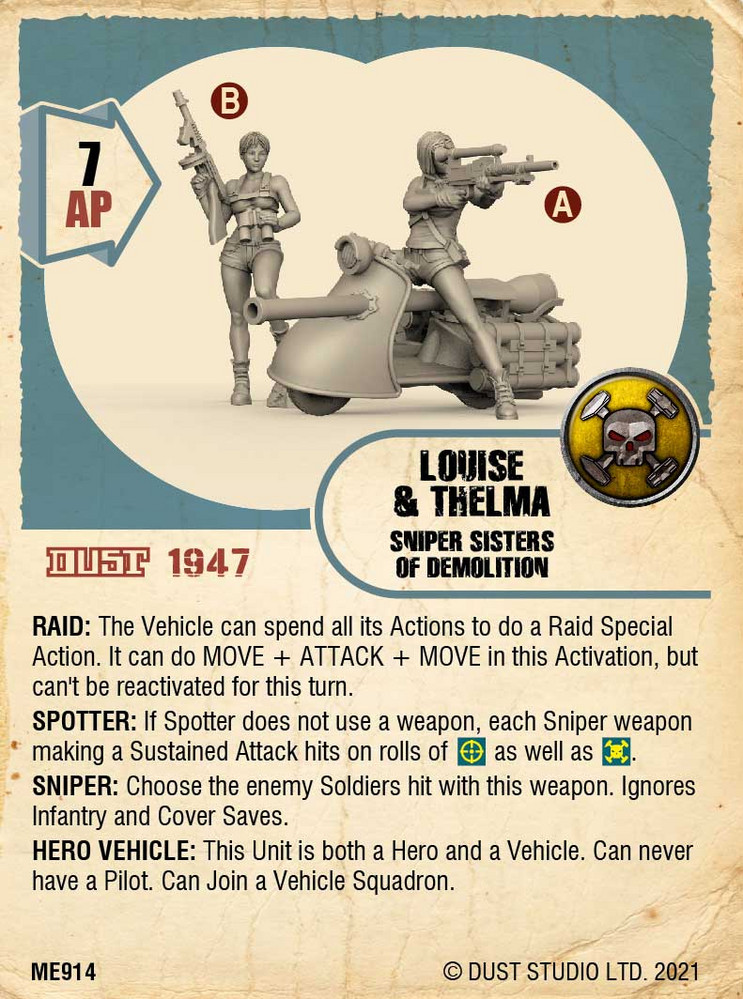 B
7
AP
A
LOUISE
& THELMA
SNIPER SISTERS
OF DEMOLITION
DUST 1947
RAID: The Vehicle can spend all its Actions to do a Raid Special
Action. It can do MOVE + ATTACK + MOVE in this Activation, but
can't be reactivated for this turn.
SPOTTER: If Spotter does not use a weapon, each Sniper weapon
making a Sustained Attack hits on rolls of as well as .
SNIPER: Choose the enemy Soldiers hit with this weapon. Ignores
Infantry and Cover Saves.
HERO VEHICLE: This Unit is both a Hero and a Vehicle. Can never
have a Pilot. Can Join a Vehicle Squadron.
ME914
© DUST STUDIO LTD. 2021